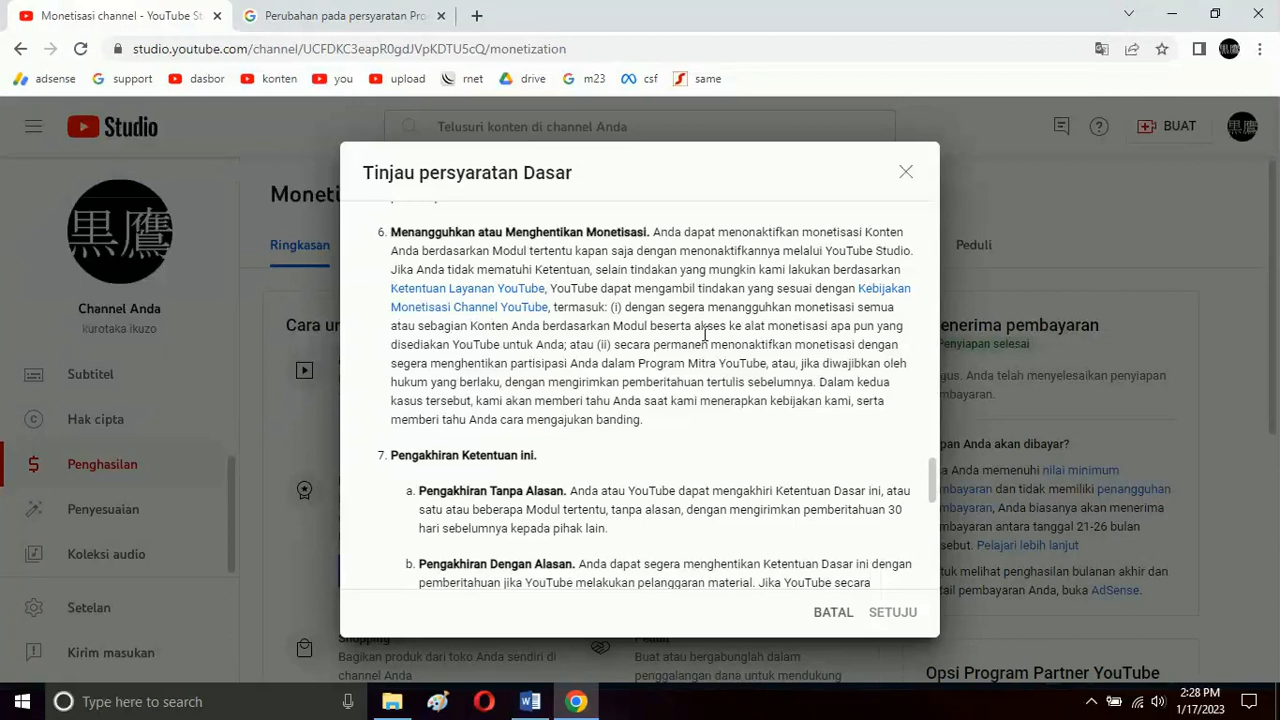 Monetisasi channel - YouTube St
Perubahan pada persyaratan Pro
studio.youtube.com/channel/UCFDKC3eapR0gdJVpKDTU5cQ/monetization
adsense support dasbor konten you upload rnet drive m23 csf same
Studio
Telusuri konten di channel Anda
BUAT
黒鷹
Channel Anda
kurotaka ikuzo
Subtitel
Hak cipta
Penghasilan
Penyesuaian
Koleksi audio
Setelan
Kirim masukan
Moneti
Ringkasan
Peduli
Cara u
Tinjau persyaratan Dasar
6. Menangguhkan atau Menghentikan Monetisasi. Anda dapat menonaktifkan monetisasi Konten
Anda berdasarkan Modul tertentu kapan saja dengan menonaktifkannya melalui YouTube Studio.
Jika Anda tidak mematuhi Ketentuan, selain tindakan yang mungkin kami lakukan berdasarkan
Ketentuan Layanan YouTube, YouTube dapat mengambil tindakan yang sesuai dengan Kebijakan
Monetisasi Channel YouTube, termasuk: (i) dengan segera menangguhkan monetisasi semua
atau sebagian Konten Anda berdasarkan Modul beserta akses ke alat monetisasi apa pun yang
disediakan YouTube untuk Anda; atau (ii) secara permanen menonaktifkan monetisasi dengan
segera menghentikan partisipasi Anda dalam Program Mitra YouTube, atau, jika diwajibkan oleh
hukum yang berlaku, dengan mengirimkan pemberitahuan tertulis sebelumnya. Dalam kedua
kasus tersebut, kami akan memberi tahu Anda saat kami menerapkan kebijakan kami, serta
memberi tahu Anda cara mengajukan banding.
7. Pengakhiran Ketentuan ini.
a. Pengakhiran Tanpa Alasan. Anda atau YouTube dapat mengakhiri Ketentuan Dasar ini, atau
satu atau beberapa Modul tertentu, tanpa alasan, dengan mengirimkan pemberitahuan 30
hari sebelumnya kepada pihak lain.
b. Pengakhiran Dengan Alasan. Anda dapat segera menghentikan Ketentuan Dasar ini dengan
pemberitahuan jika YouTube melakukan pelanggaran material. Jika YouTube secara
BATAL SETUJU
penerimaan
Penyiapan selesai
agus. Anda telah menyelesaikan penyiapan
bayaran.
pan Anda akan dibayar?
a Anda memenuhi nilai minimum
bayaran dan tidak memiliki penangguhan
bayaran, Anda biasanya akan menerima
bayaran antara tanggal 21-26 bulan
sebut. Pelajari lebih lanjut
uk melihat penghasilan bulanan akhir dan
ail pembayaran Anda, buka AdSense.
Shopping
Bagikan produk dari toko Anda sendiri di
Buat atau bergabunglah dalam
penggalangan dana untuk mendukung
Opsi Program Partner YouTube
Type here to search
2:28 PM
1/17/2023